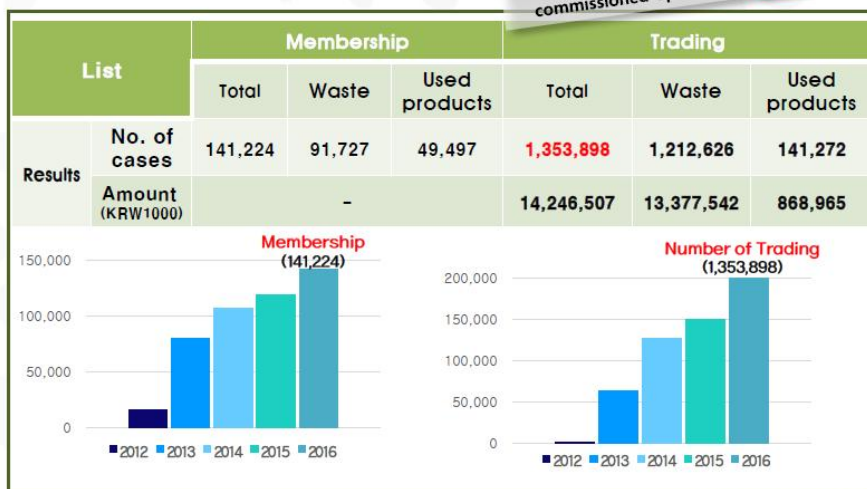 commissioned
List
Membership
Trading
Total
Waste
Used
products
Total
Waste
Used
products
Results
No. of
cases
141,224
91,727
49,497
1,353,898
1,212,626
141,272
Amount
(KRW1000)
-
14,246,507
13,377,542
868,965
Membership
(141,224)
150,000
100,000
50,000
0
2012 2013 2014 2015 2016
Number of Trading
(1,353,898)
200,000
150,000
100,000
50,000
0
2012 2013 2014 2015 2016